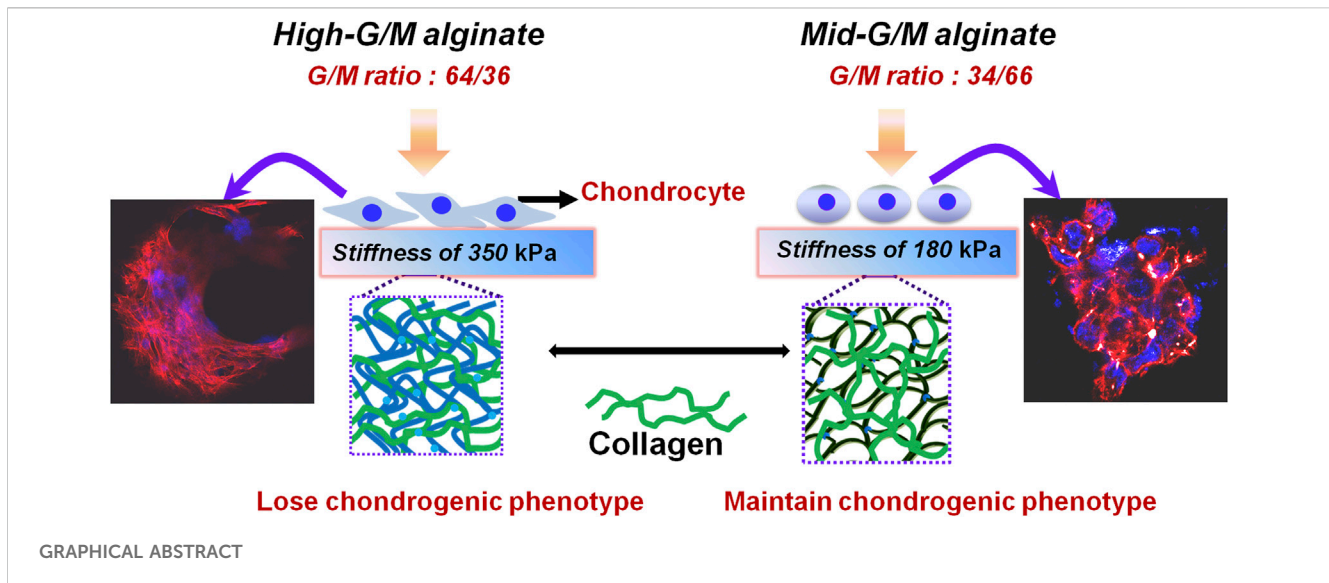 High-G/M alginate
G/M ratio : 64/36
Mid-G/M alginate
G/M ratio : 34/66
Chondrocyte
Stiffness of 350 kPa
Stiffness of 180 kPa
Collagen
Lose chondrogenic phenotype
Maintain chondrogenic phenotype
GRAPHICAL ABSTRACT